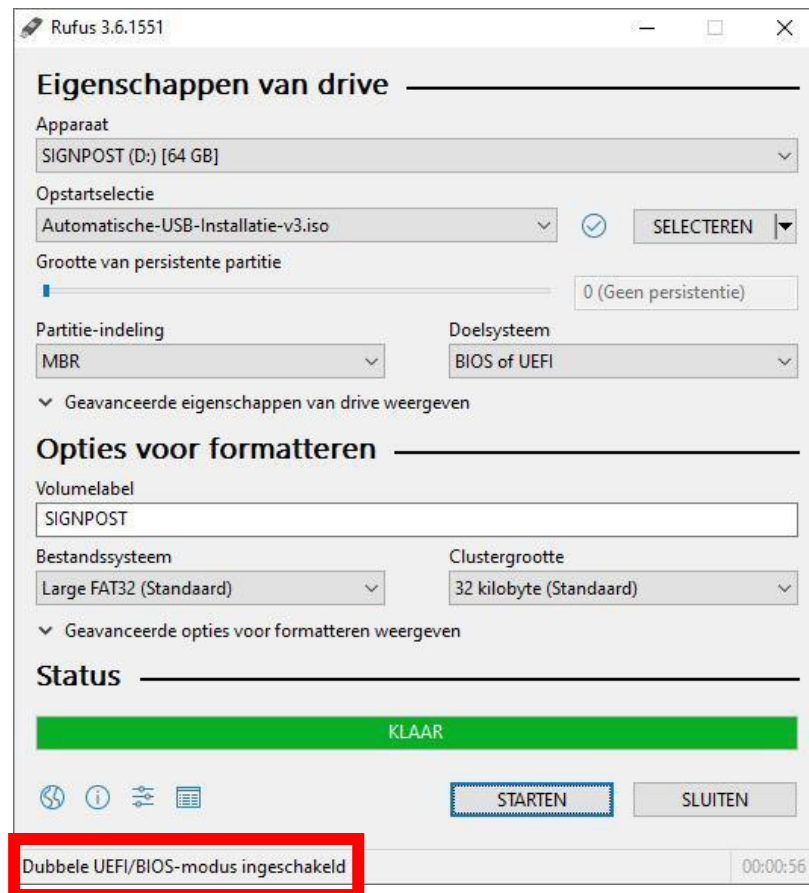 Rufus 3.6.1551
Eigenschappen van drive
Apparaat
SIGNPOST (D:) [64 GB]
Opstartselectie
Automatische-USB-Installatie-v3.iso
SELECTEREN
Grootte van persistente partitie
0 (Geen persistentie)
Partitie-indeling
Doelsysteem
MBR
BIOS of UEFI
Geavanceerde eigenschappen van drive weergeven
Opties voor formatteren
Volumelabel
SIGNPOST
Bestandssysteem
Clustergrootte
Large FAT32 (Standaard)
32 kilobyte (Standaard)
Geavanceerde opties voor formatteren weergeven
Status
KLAAR
STARTEN
SLUITEN
Dubbele UEFI/BIOS-modus ingeschakeld
00:00:56